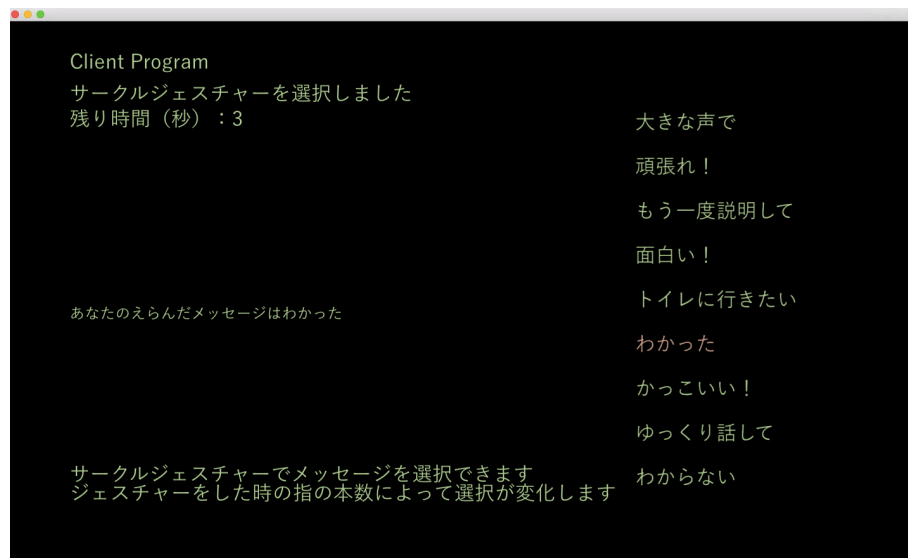 Client Program
サークルジェスチャーを選択しました
残り時間（秒）：3
あなたのえらんだメッセージはわかった
サークルジェスチャーでメッセージを選択できます
ジェスチャーをした時の指の本数によって選択が変化します
大きな声で
頑張れ！
もう一度説明して
面白い！
トイレに行きたい
わかった
かっこいい！
ゆっくり話して
わからない